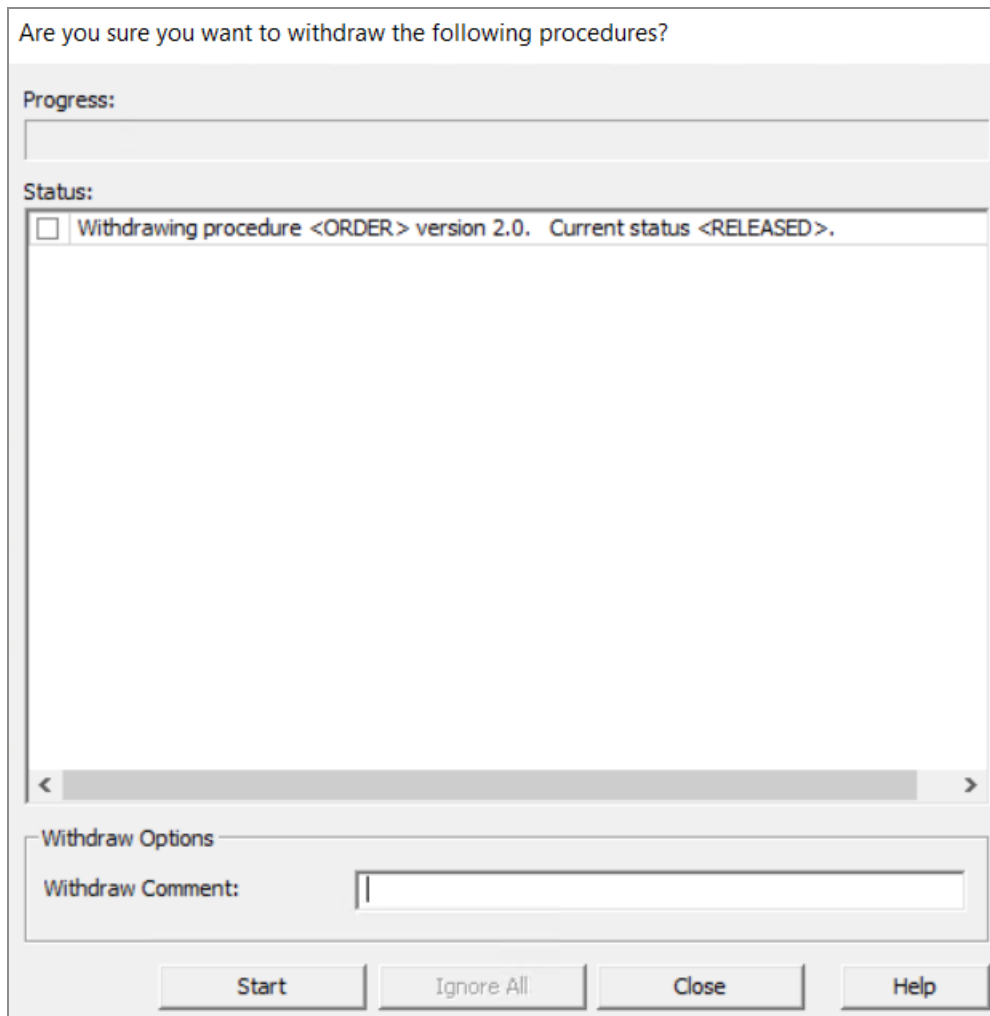 Are you sure you want to withdraw the following procedures?
Progress:
Status:
Withdrawing procedure <ORDER> version 2.0.   Current status <RELEASED>.
Withdraw Options
Withdraw Comment:
Start Ignore All Close Help